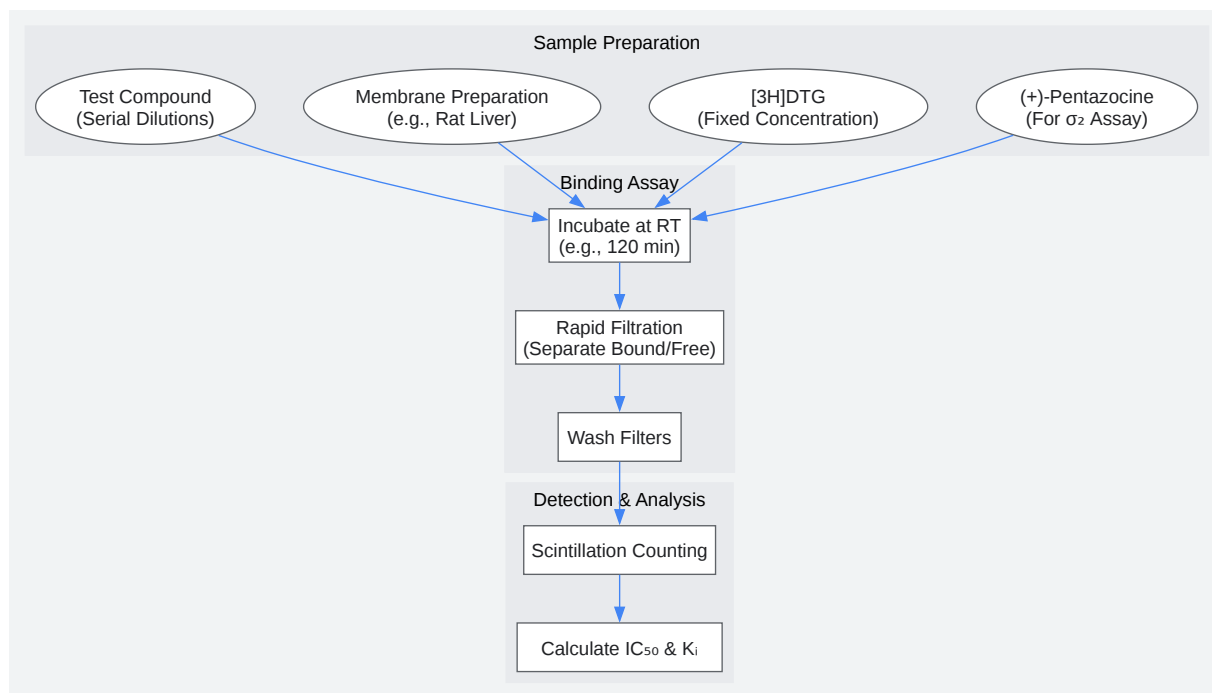 Sample Preparation
Test Compound
(Serial Dilutions)
Membrane Preparation
(e.g., Rat Liver)
[3H]DTG
(Fixed Concentration)
(+)-Pentazocine
(For σ₂ Assay)
Binding Assay
Incubate at RT
(e.g., 120 min)
Rapid Filtration
(Separate Bound/Free)
Wash Filters
Detection & Analysis
Scintillation Counting
Calculate IC₅₀ & Kᵢ